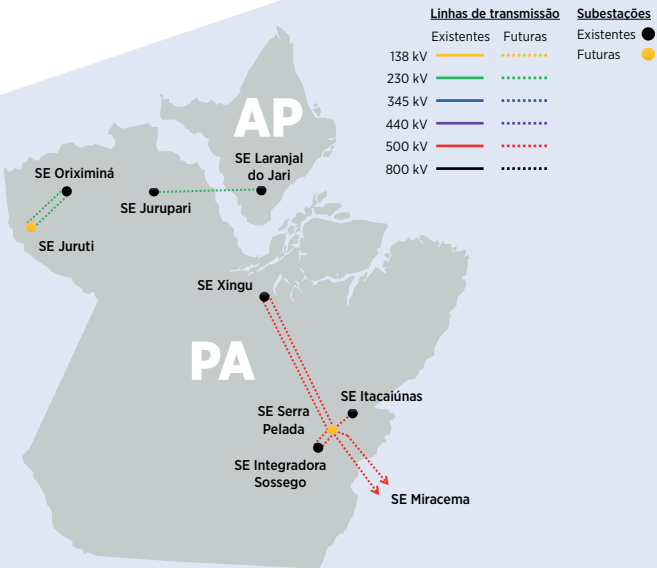 Linhas de transmissão
Subestações
Existentes Futuras
Existentes
138 kV
Futuras
230 kV
345 kV
440 kV
500 kV
800 kV
AP
SE Laranjal
do Jari
SE Oriximiná
SE Jurupari
SE Juruti
SE Xingu
PA
SE Itacaiúnas
SE Serra
Pelada
SE Integradora
Sossego
SE Miracema